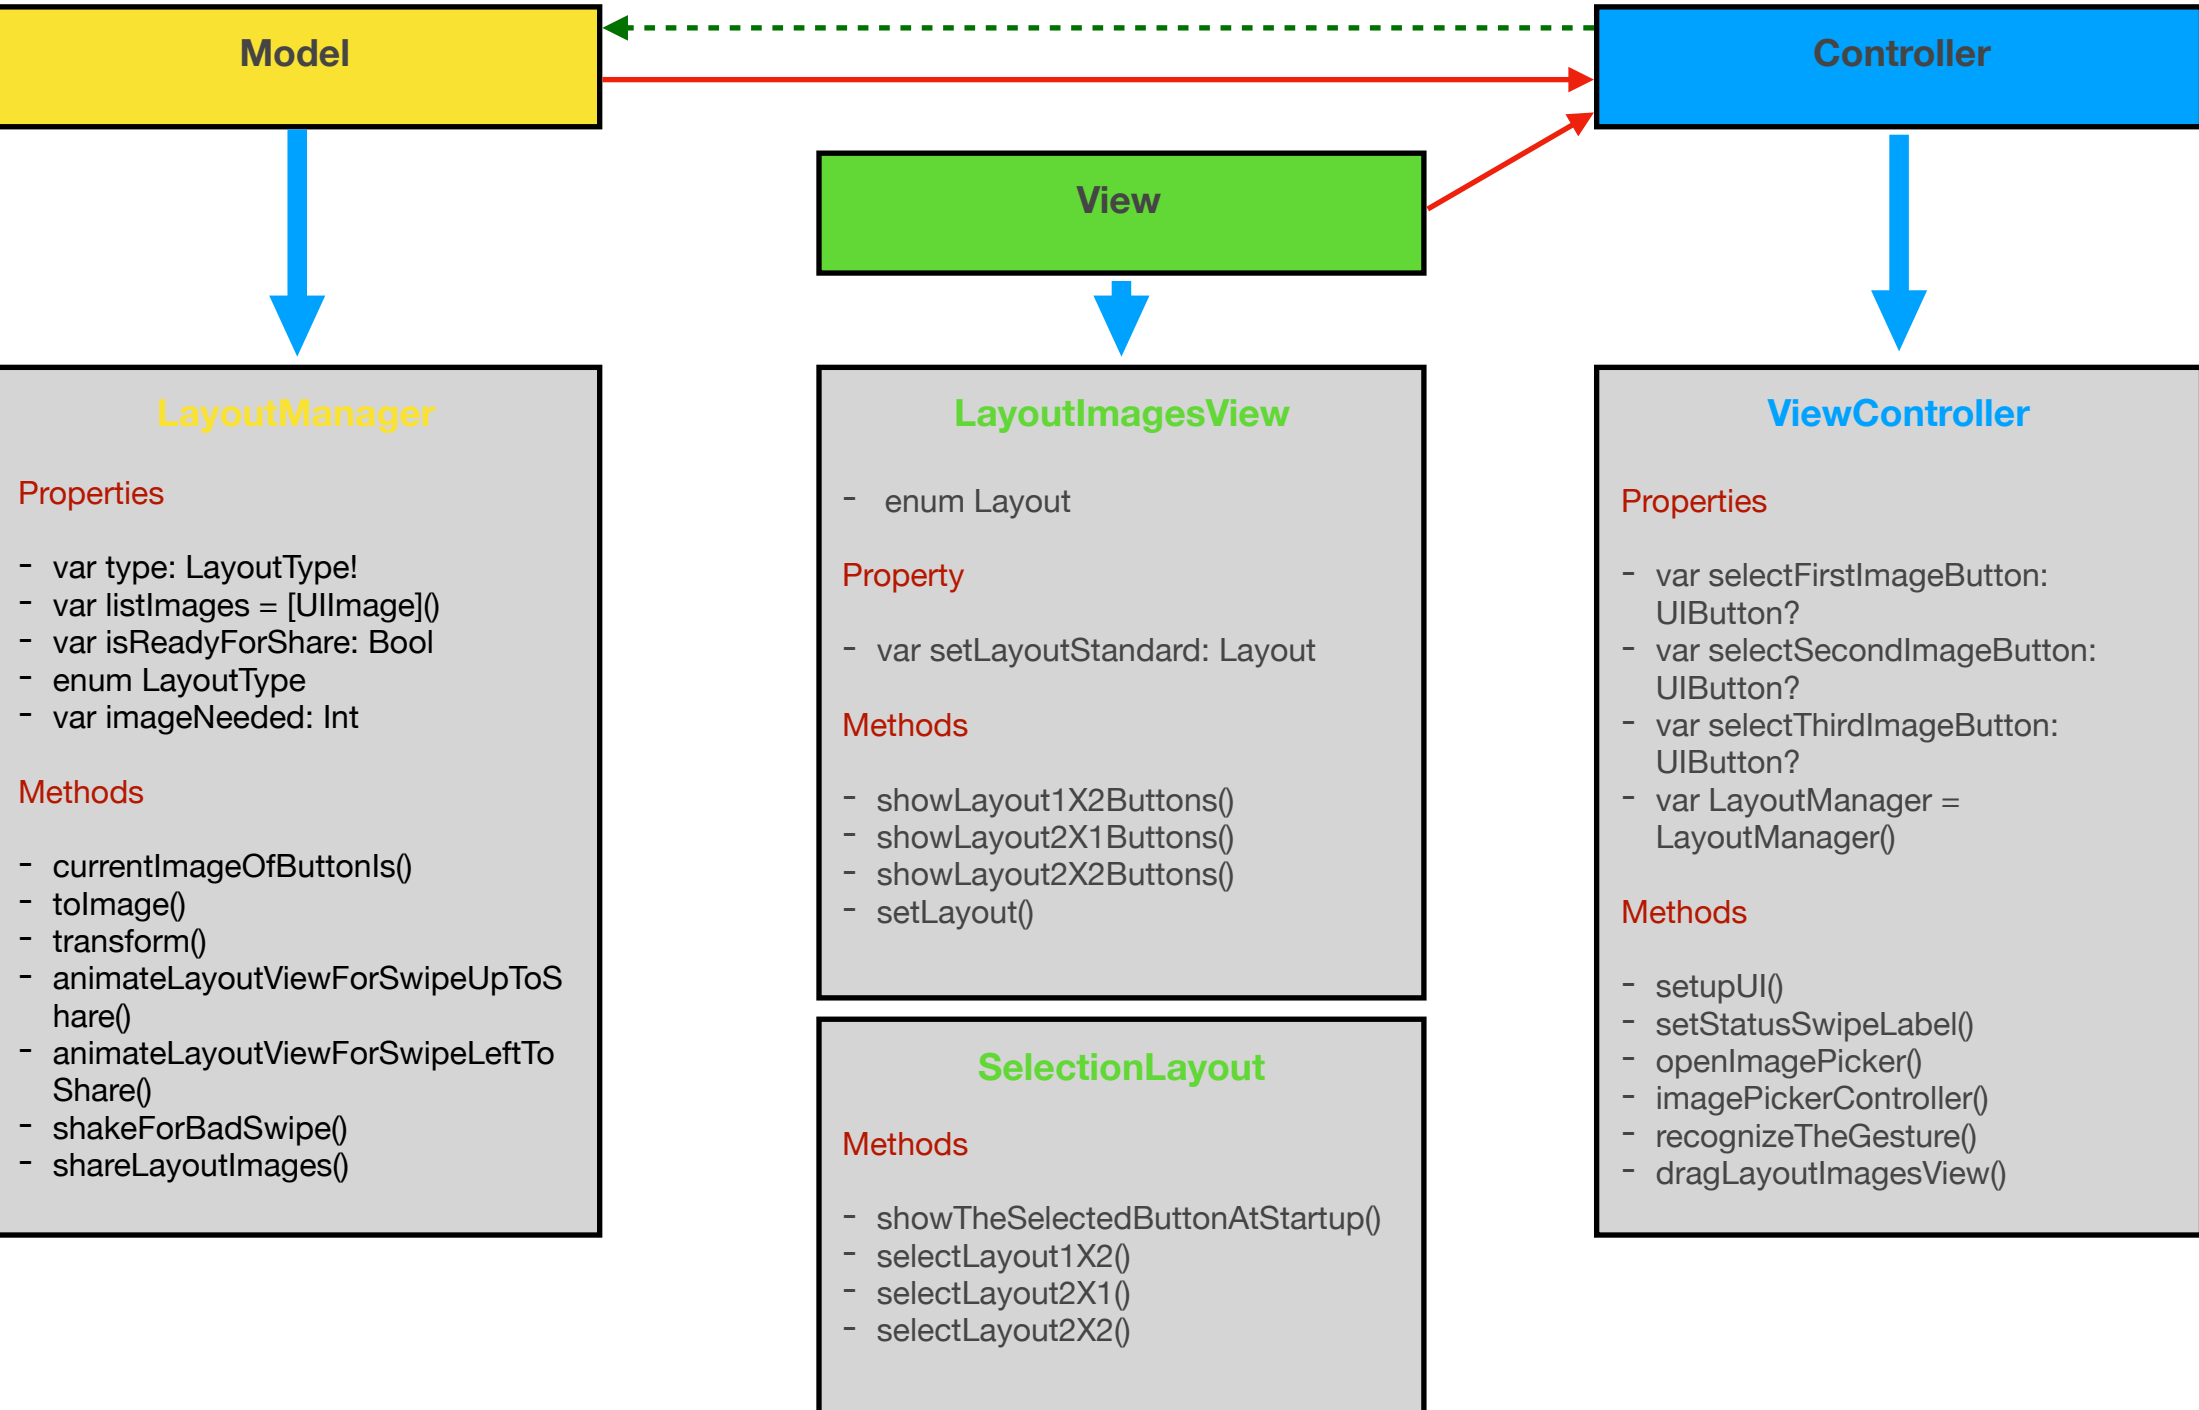 Model
Controller
View
LayoutManager
Properties
- var type: LayoutType!
- var listImages = [UIImage]()
- var isReadyForShare: Bool
- enum LayoutType
- var imageNeeded: Int
Methods
- currentImageOfButtonIs()
- toImage()
- transform()
- animateLayoutViewForSwipeUpToS
hare()
- animateLayoutViewForSwipeLeftTo
Share()
- shakeForBadSwipe()
- shareLayoutImages()
LayoutImagesView
- enum Layout
Property
- var setLayoutStandard: Layout
Methods
- showLayout1X2Buttons()
- showLayout2X1Buttons()
- showLayout2X2Buttons()
- setLayout()
SelectionLayout
Methods
- showTheSelectedButtonAtStartup()
- selectLayout1X2()
- selectLayout2X1()
- selectLayout2X2()
ViewController
Properties
- var selectFirstImageButton:
UIButton?
- var selectSecondImageButton:
UIButton?
- var selectThirdImageButton:
UIButton?
- var LayoutManager =
LayoutManager()
Methods
- setupUI()
- setStatusSwipeLabel()
- openImagePicker()
- imagePickerController()
- recognizeTheGesture()
- dragLayoutImagesView()